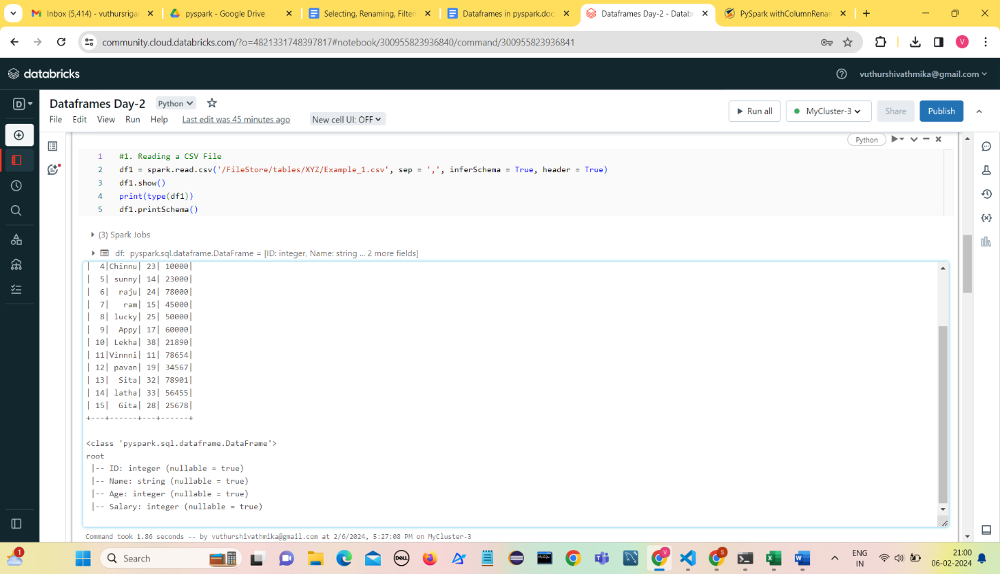 Inbox (5,414) - vuthursrigar
pyspark - Google Drive
Selecting, Renaming, Filteri
Dataframes in pyspark.doc
Dataframes Day-2 - Datab
PySpark withColumnRenam
community.cloud.databricks.com/?o=4821331748397817#notebook/300955823936840/command/300955823936841
V
databricks
vuthurshivathmika@gmail.com
D
Dataframes Day-2
Python
File Edit View Run Help Last edit was 45 minutes ago New cell UI: OFF
Run all
MyCluster-3
Share
Publish
Python
1 #1. Reading a CSV File
2 df1 = spark.read.csv('/FileStore/tables/XYZ/Example_1.csv', sep = ',', inferSchema = True, header = True)
3 df1.show()
4 print(type(df1))
5 df1.printSchema()
(3) Spark Jobs
df: pyspark.sql.dataframe.DataFrame = [ID: integer, Name: string ... 2 more fields]
|  4|Chinnu| 23| 10000|
|  5| sunny| 14| 23000|
|  6|  raju| 24| 78000|
|  7|   ram| 15| 45000|
|  8| lucky| 25| 50000|
|  9|  Appy| 17| 60000|
| 10| Lekha| 38| 21890|
| 11|Vinnni| 11| 78654|
| 12| pavan| 19| 34567|
| 13|  Sita| 32| 78901|
| 14| latha| 33| 56455|
| 15|  Gita| 28| 25678|
+---+------+---+------+
<class 'pyspark.sql.dataframe.DataFrame'>
root
 |-- ID: integer (nullable = true)
 |-- Name: string (nullable = true)
 |-- Age: integer (nullable = true)
 |-- Salary: integer (nullable = true)
Command took 1.86 seconds -- by vuthurshivathmika@gmail.com at 2/6/2024, 5:27:08 PM on MyCluster-3
1
Search
DELL
V
S
ENG
IN
21:00
06-02-2024